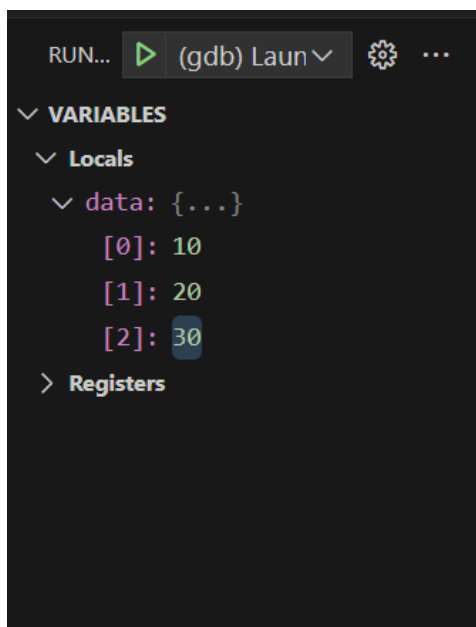 RUN... (gdb) Laun ...
VARIABLES
Locals
data: {...}
[0]: 10
[1]: 20
[2]: 30
Registers